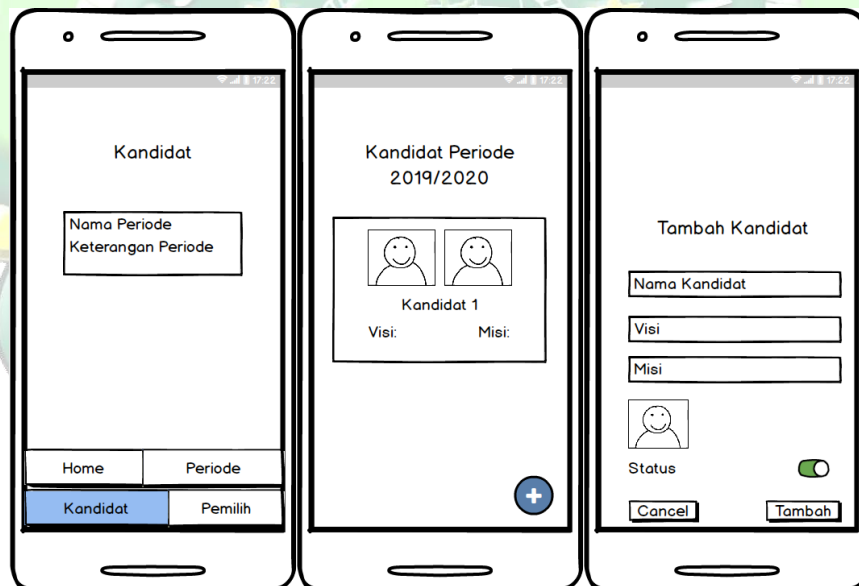 17:22
Kandidat
Nama Periode
Keterangan Periode
Home
Periode
Kandidat
Pemilih
17:22
Kandidat Periode
2019/2020
Kandidat 1
Visi:
Misi:
17:22
Tambah Kandidat
Nama Kandidat
Visi
Misi
Status
Cancel
Tambah